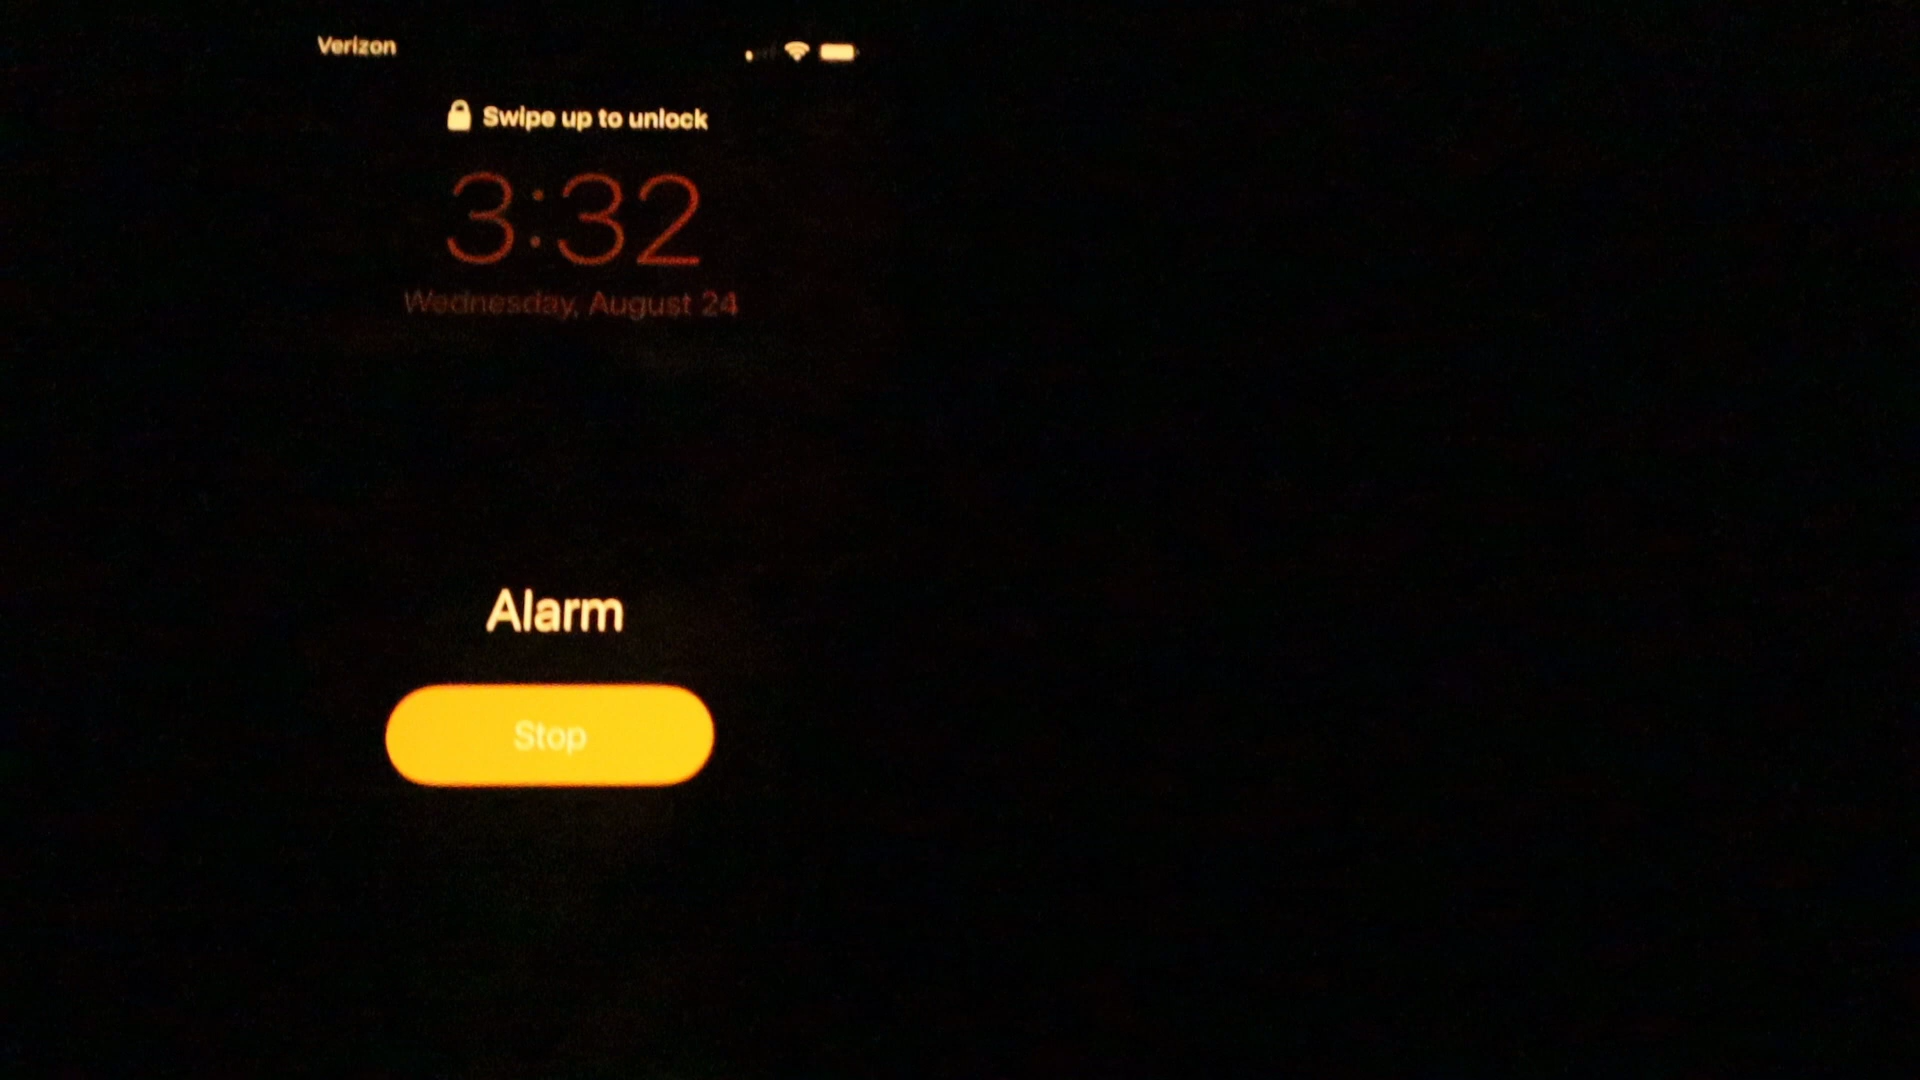 Verizon
Swipe up to unlock
3:32
Wednesday, August 24
Alarm
Stop